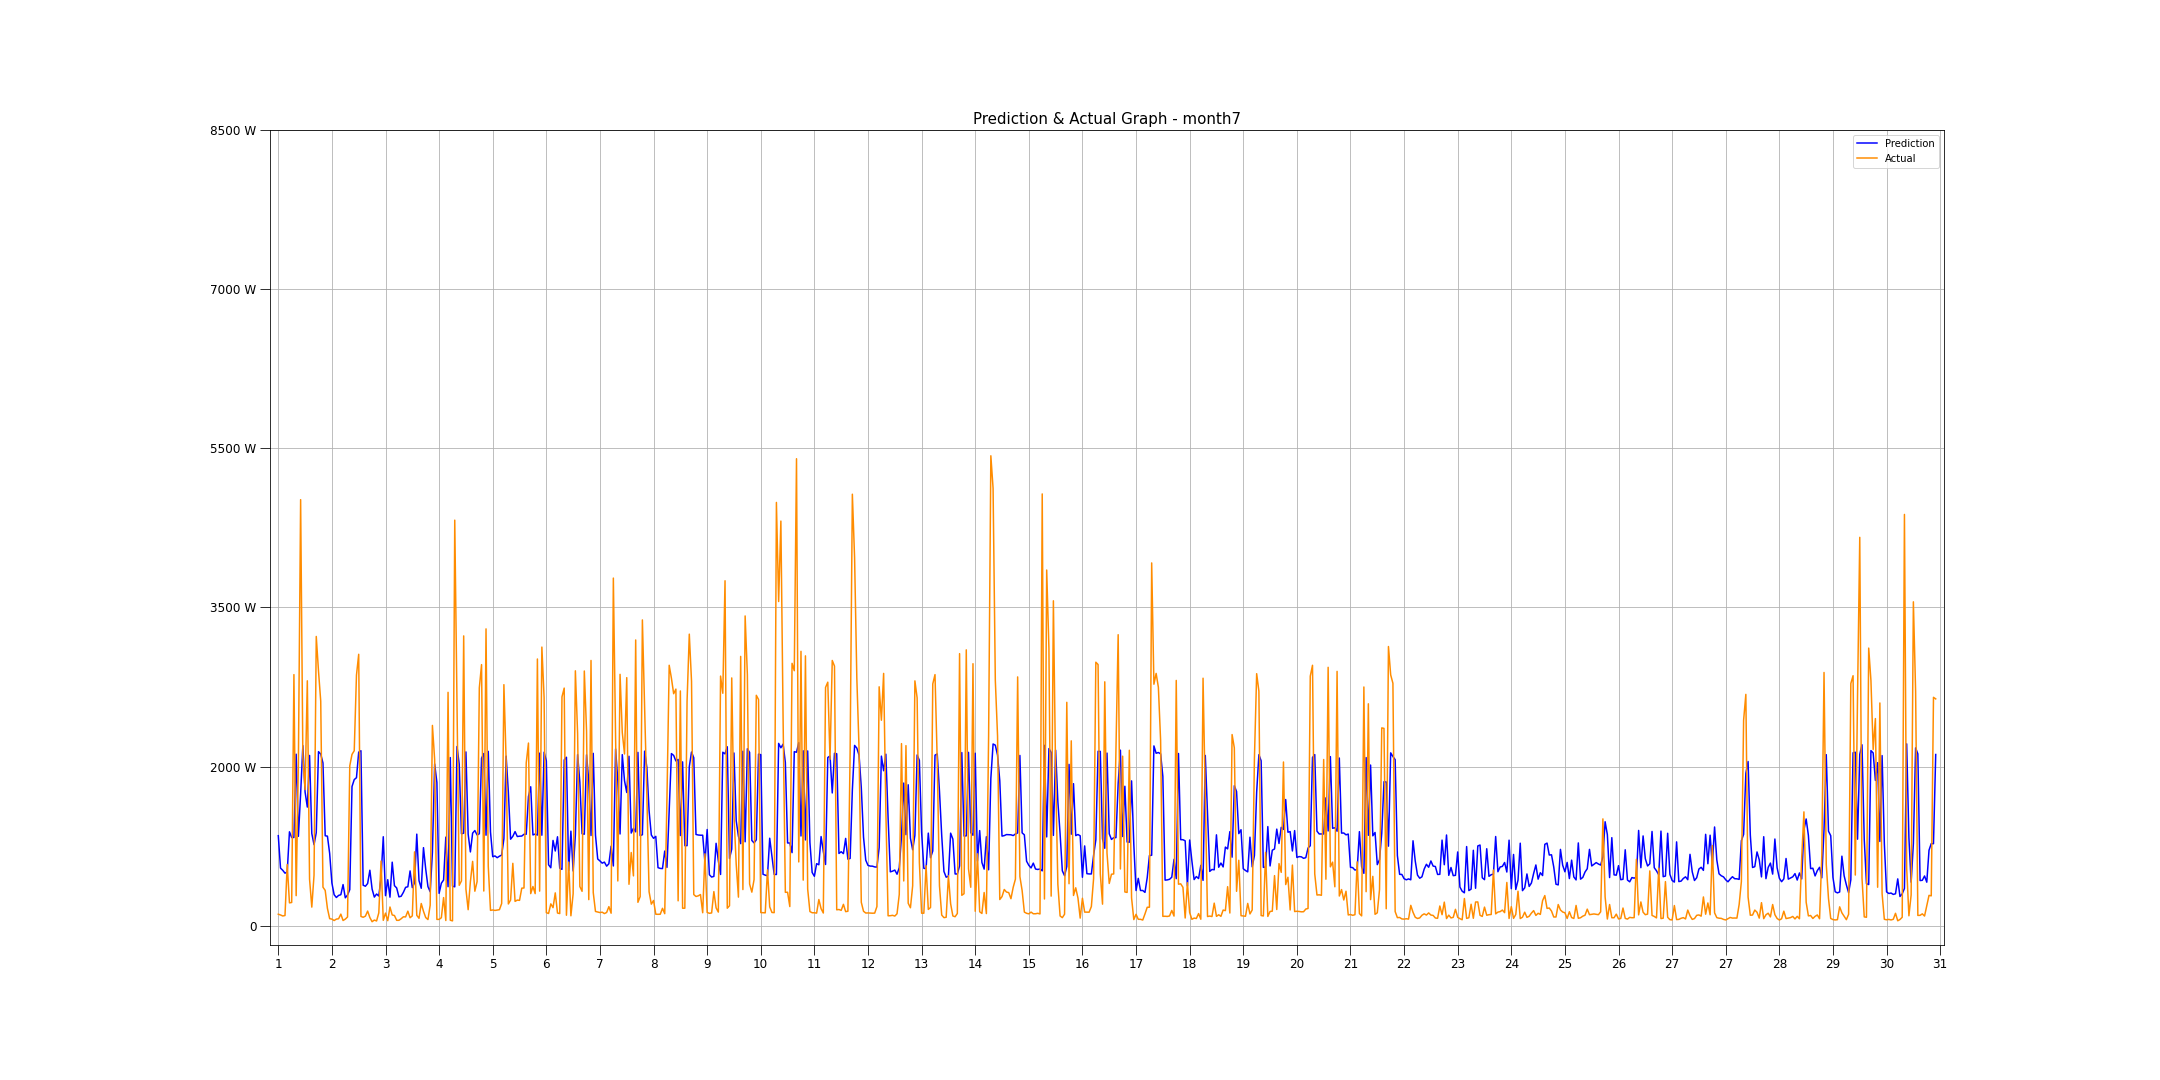 Prediction & Actual Graph - month7
8500 W
Prediction
Actual
7000 W
5500 W
3500 W
2000 W
0
1 2 3 4 5 6 7 8 9 10 11 12 13 14 15 16 17 18 19 20 21 22 23 24 25 26 27 27 28 29 30 31